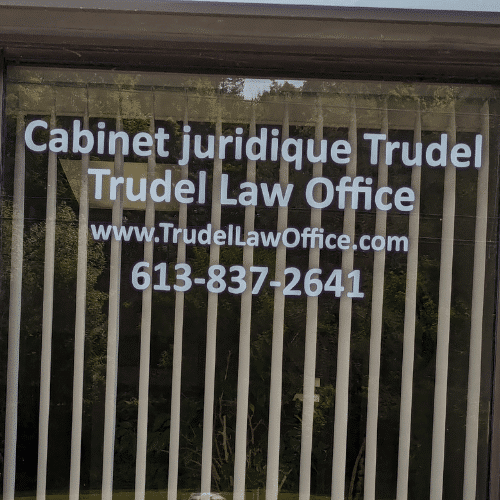 Cabinet juridique Trudel
Trudel Law Office
www.TrudelLawOffice.com
613-837-2641